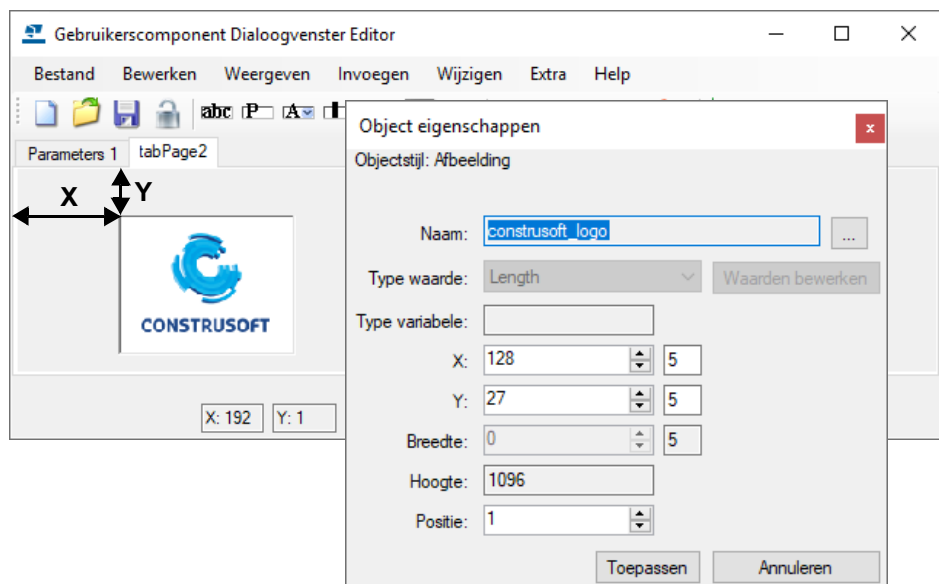 Gebruikerscomponent Dialoogvenster Editor
Bestand Bewerken Weergeven Invoegen Wijzigen Extra Help
abc P A
Parameters 1 tabPage2
X Y
CONSTRUSOFT
X: 192 Y: 1
Object eigenschappen x
Objectstijl: Afbeelding
Naam: construsoft_logo ...
Type waarde: Length Waarden bewerken
Type variabele:
X: 128 5
Y: 27 5
Breedte: 0 5
Hoogte: 1096
Positie: 1
Toepassen Annuleren